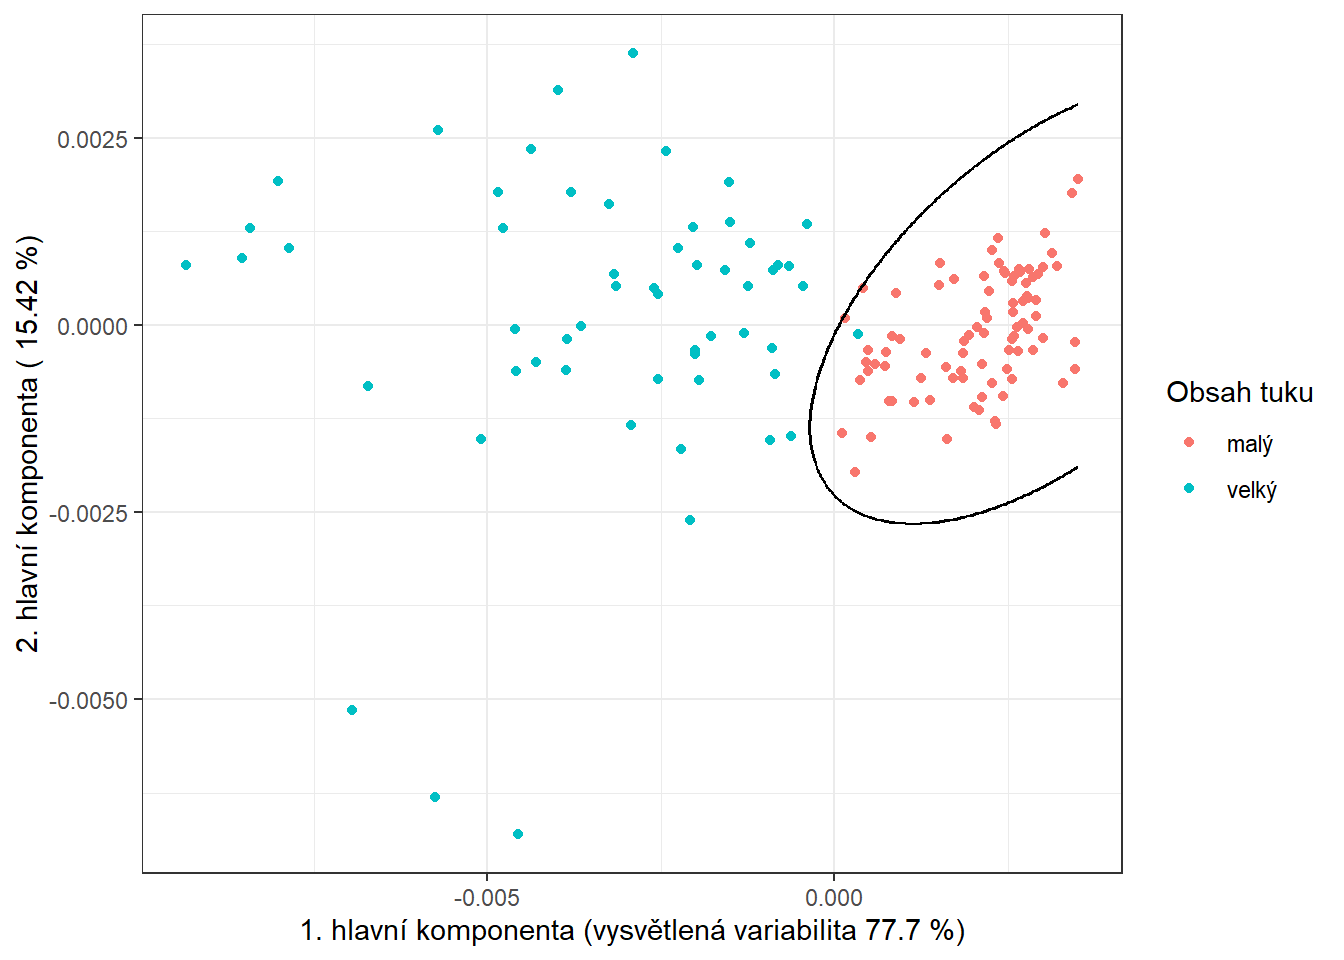 0.0025
0.0000
-0.0025
-0.0050
2. hlavní komponenta ( 15.42 %)
-0.005
0.000
1. hlavní komponenta (vysvětlená variabilita 77.7 %)
Obsah tuku
malý
velký